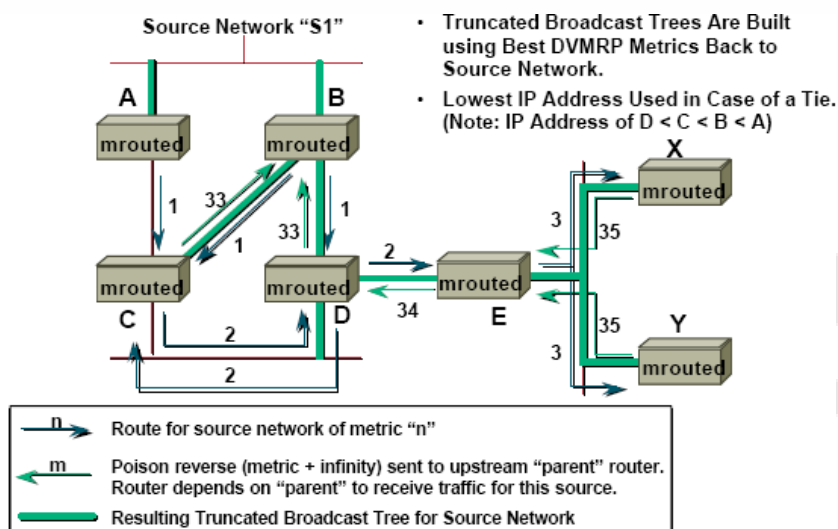 Source Network "S1"
• Truncated Broadcast Trees Are Built
using Best DVMRP Metrics Back to
Source Network.
• Lowest IP Address Used in Case of a Tie.
(Note: IP Address of D < C < B < A)
A
B
X
mrouted
mrouted
mrouted
33
1
1
33
1
3
35
2
mrouted
mrouted
mrouted
C
D
E
34
2
2
35
3
Y
mrouted
n
Route for source network of metric "n"
m
Poison reverse (metric + infinity) sent to upstream "parent" router.
Router depends on "parent" to receive traffic for this source.
Resulting Truncated Broadcast Tree for Source Network